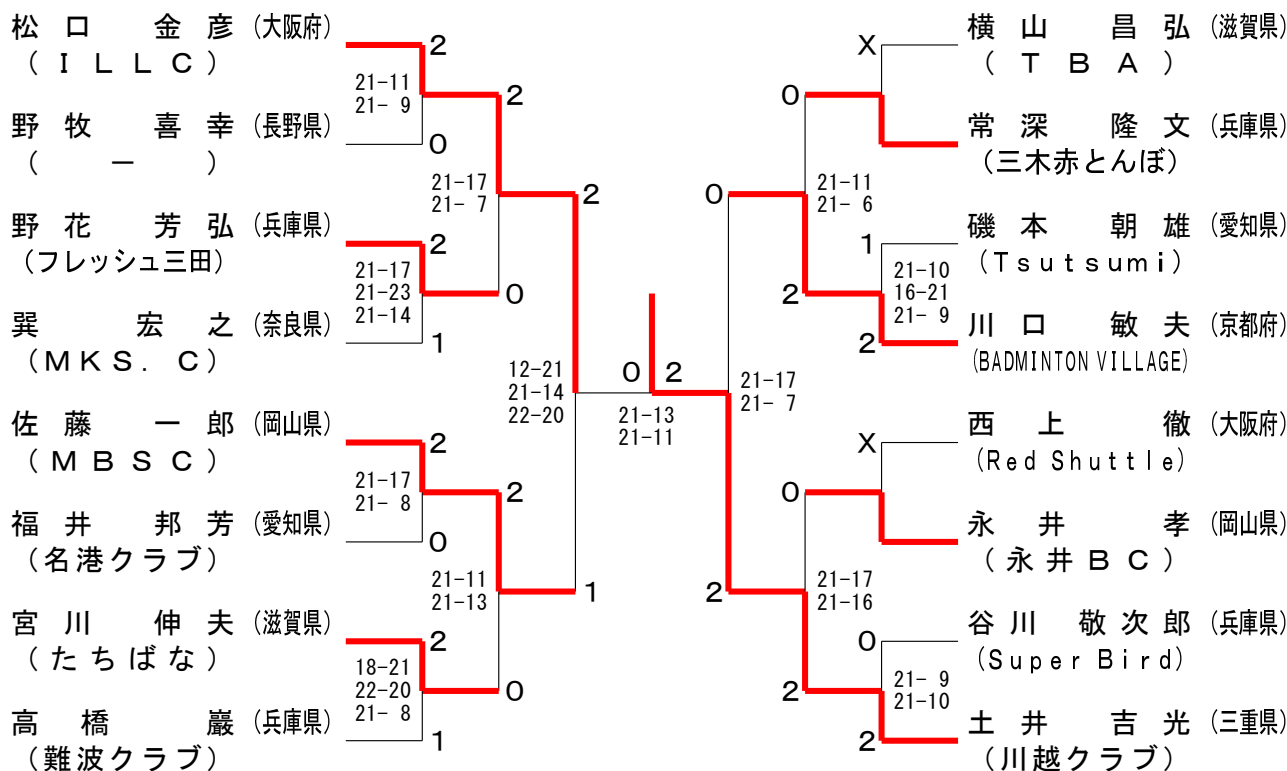 松口 金彦 (大阪府)
(ILLC)
2
21-11
21- 9
2
野牧 喜幸 (長野県)
(ー)
0
21-17
21- 7
2
野花 芳弘 (兵庫県)
(フレッシュ三田)
2
21-17
21-23
21-14
0
巽 宏之 (奈良県)
(MKS.C)
1
12-21
21-14
22-20
佐藤 一郎 (岡山県)
(MBSC)
2
21-17
21- 8
2
福井 邦芳 (愛知県)
(名港クラブ)
0
21-11
21-13
1
宮川 伸夫 (滋賀県)
(たちばな)
2
18-21
22-20
21- 8
0
高橋 巖 (兵庫県)
(難波クラブ)
1
0 2
21-13
21-11
横山 昌弘 (滋賀県)
(TBA)
X
0
常深 隆文 (兵庫県)
(三木赤とんぼ)
0
21-11
21- 6
磯本 朝雄 (愛知県)
(Tsutsumi)
1
21-10
16-21
21- 9
2
川口 敏夫 (京都府)
(BADMINTON VILLAGE)
2
21-17
21- 7
西上 徹 (大阪府)
(Red Shuttle)
X
0
永井 孝 (岡山県)
(永井BC)
2
21-17
21-16
谷川 敬次郎 (兵庫県)
(Super Bird)
0
21- 9
21-10
2
土井 吉光 (三重県)
(川越クラブ)
2